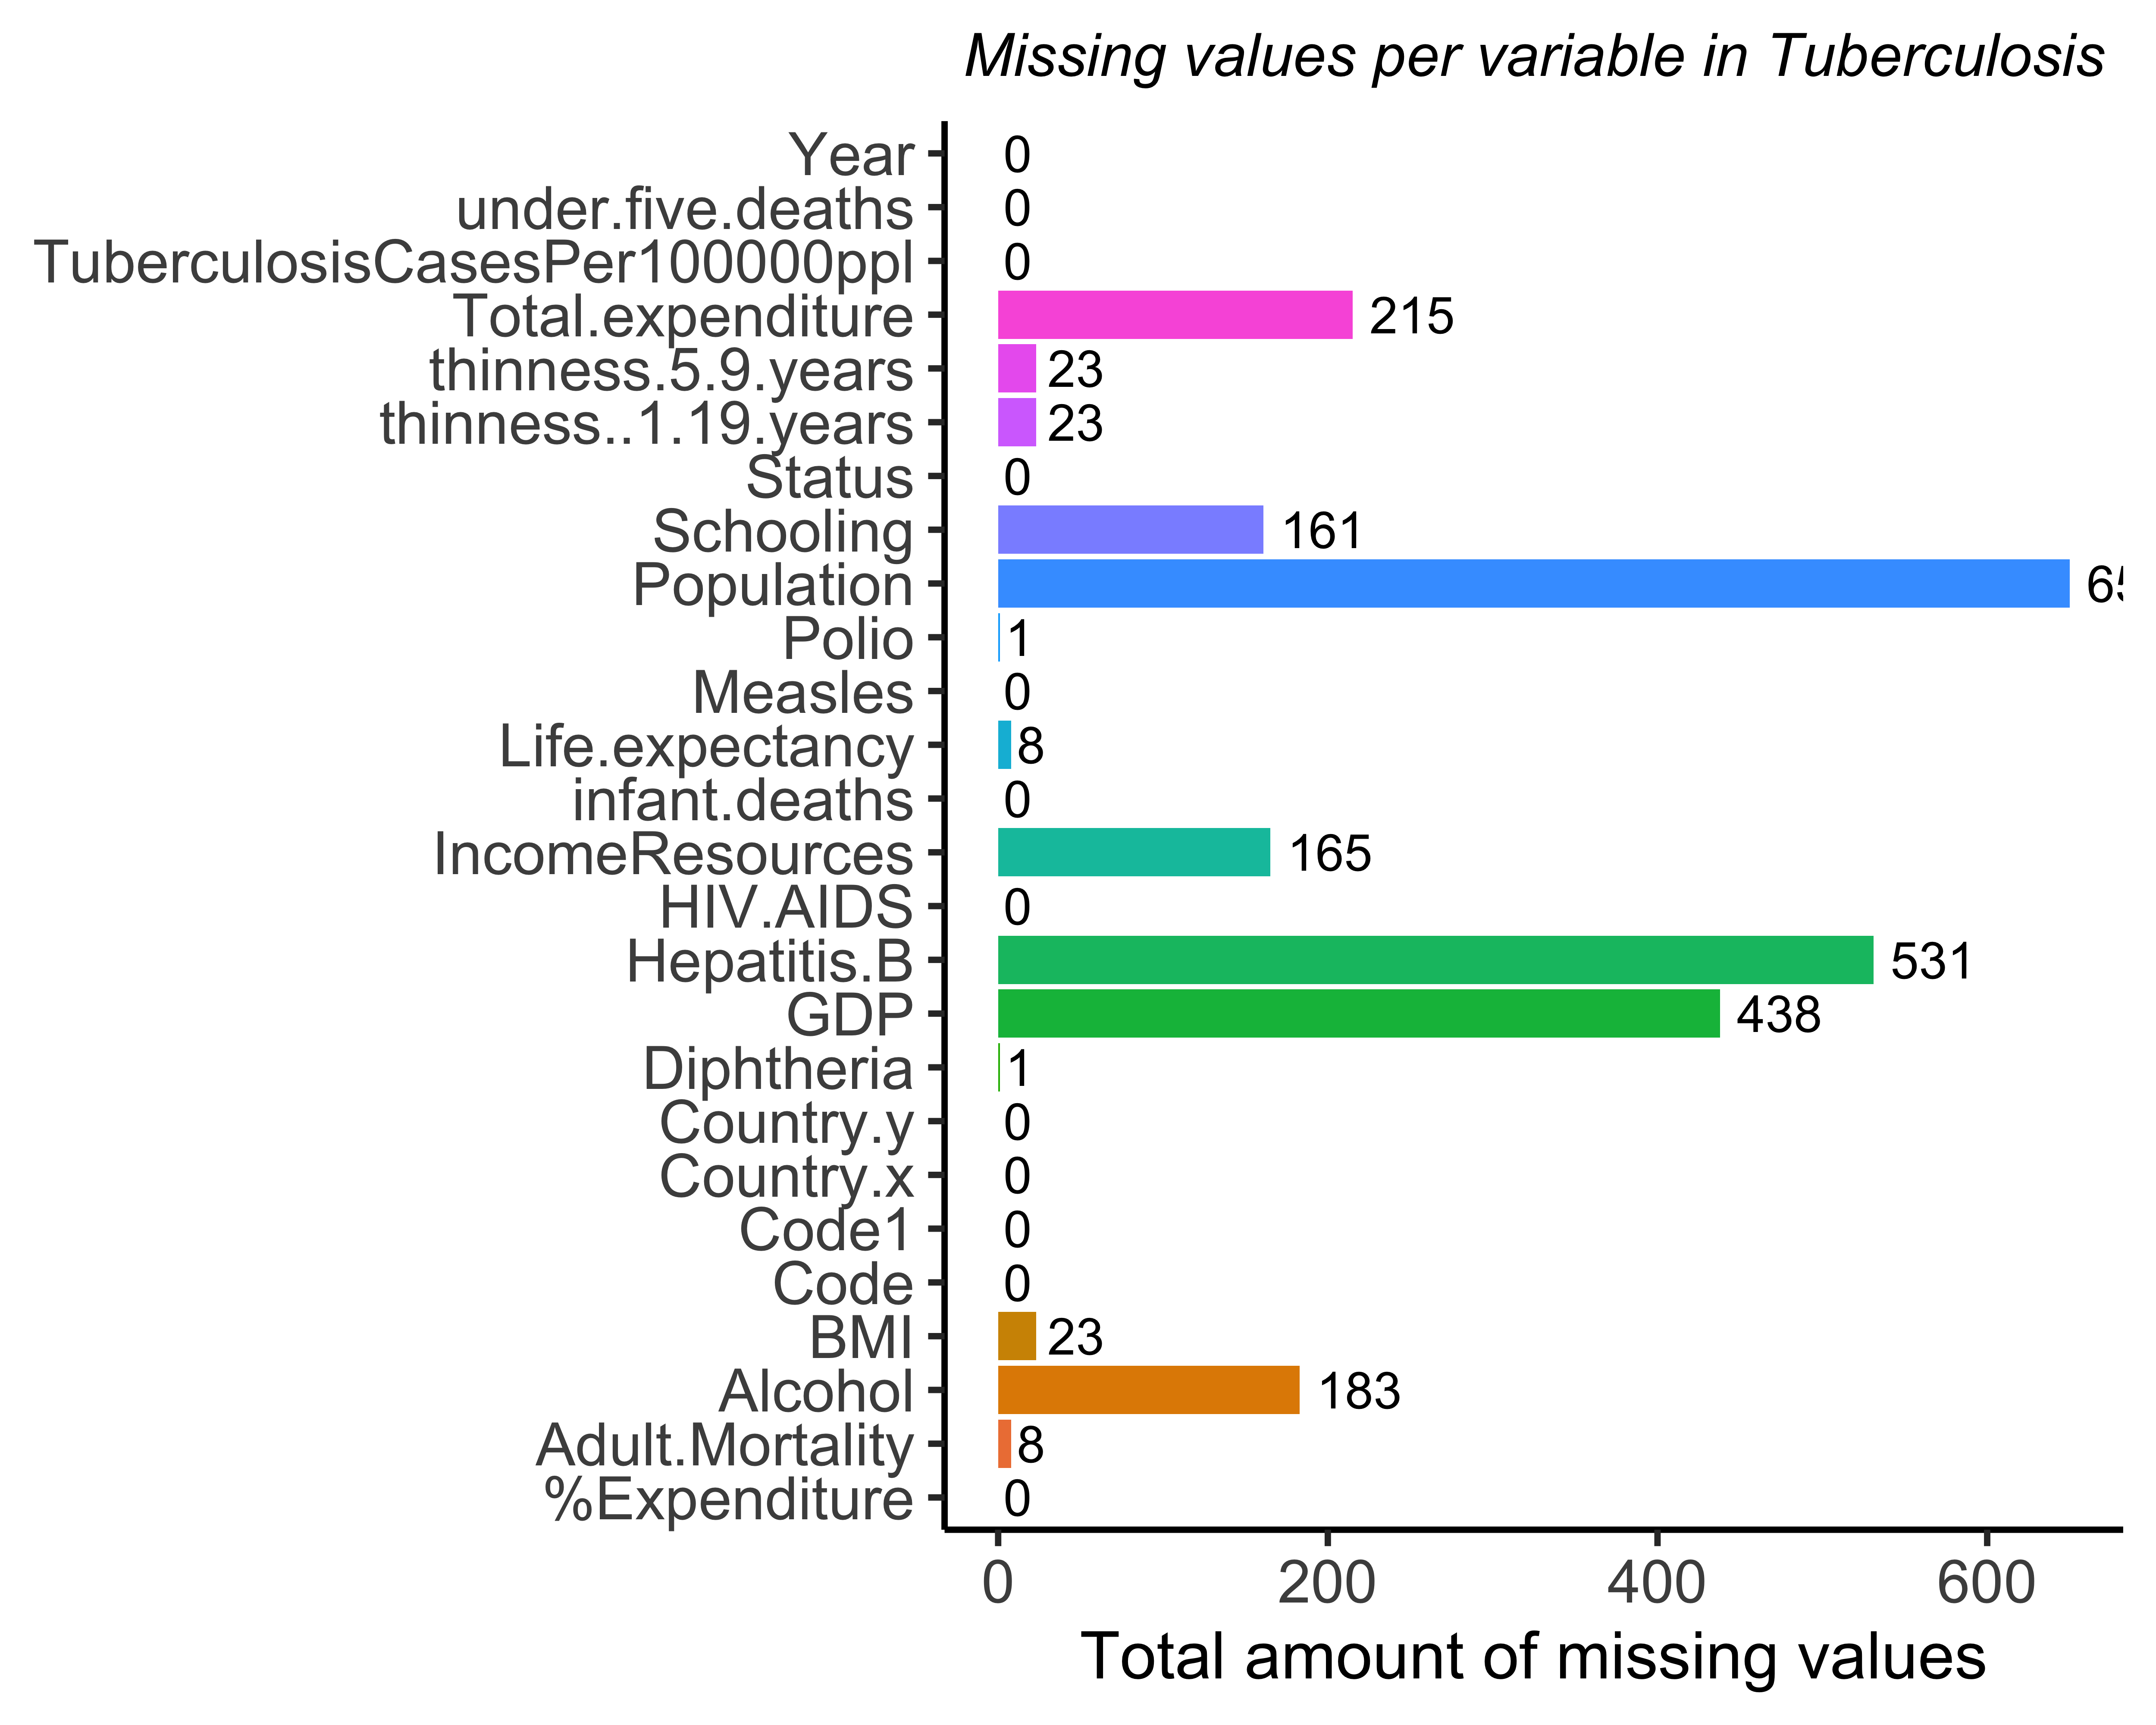 Missing values per variable in Tuberculosis
Year 0
under.five.deaths 0
TuberculosisCasesPer100000ppl 0
Total.expenditure 215
thinness.5.9.years 23
thinness..1.19.years 23
Status 0
Schooling 161
Population
Polio 1
Measles 0
Life.expectancy 8
infant.deaths 0
IncomeResources 165
HIV.AIDS 0
Hepatitis.B 531
GDP 438
Diphtheria 1
Country.y 0
Country.x 0
Code1 0
Code 0
BMI 23
Alcohol 183
Adult.Mortality 8
%Expenditure 0
0 200 400 600
Total amount of missing values